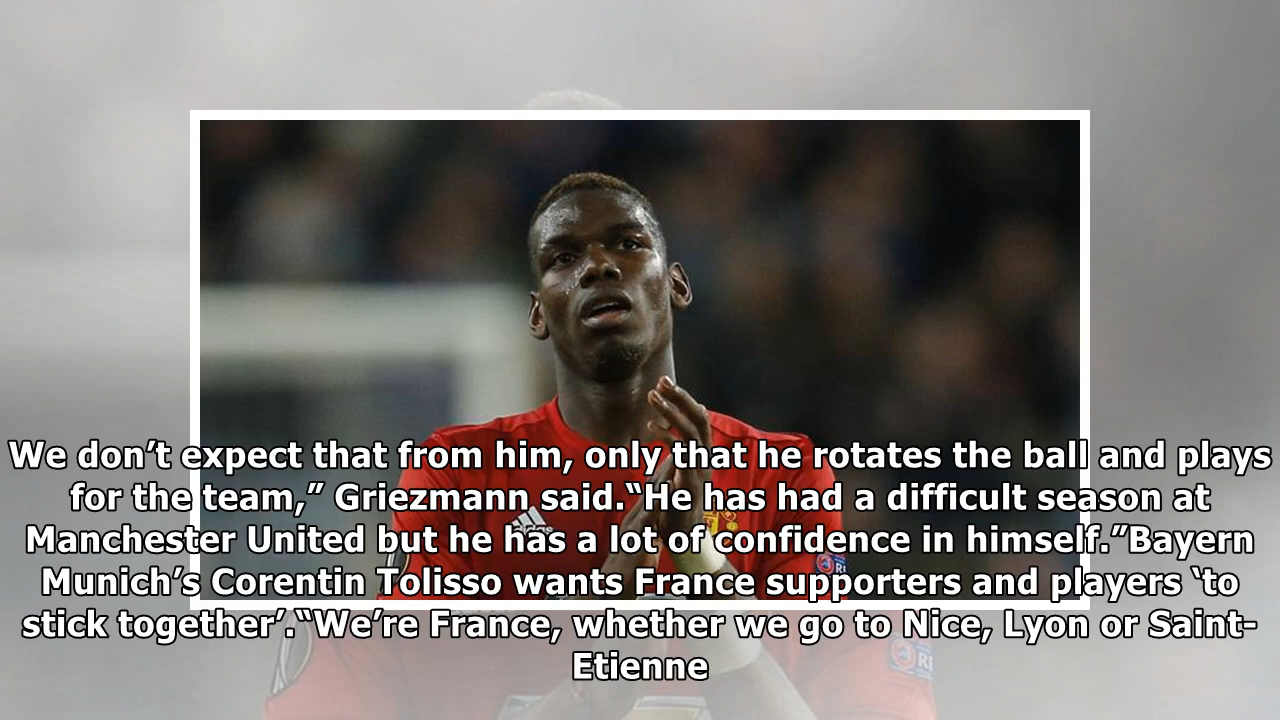 We don’t expect that from him, only that he rotates the ball and plays
for the team,” Griezmann said.“He has had a difficult season at
Manchester United but he has a lot of confidence in himself.”Bayern
Munich’s Corentin Tolisso wants France supporters and players ‘to
stick together’.“We’re France, whether we go to Nice, Lyon or Saint-
Etienne
adidas